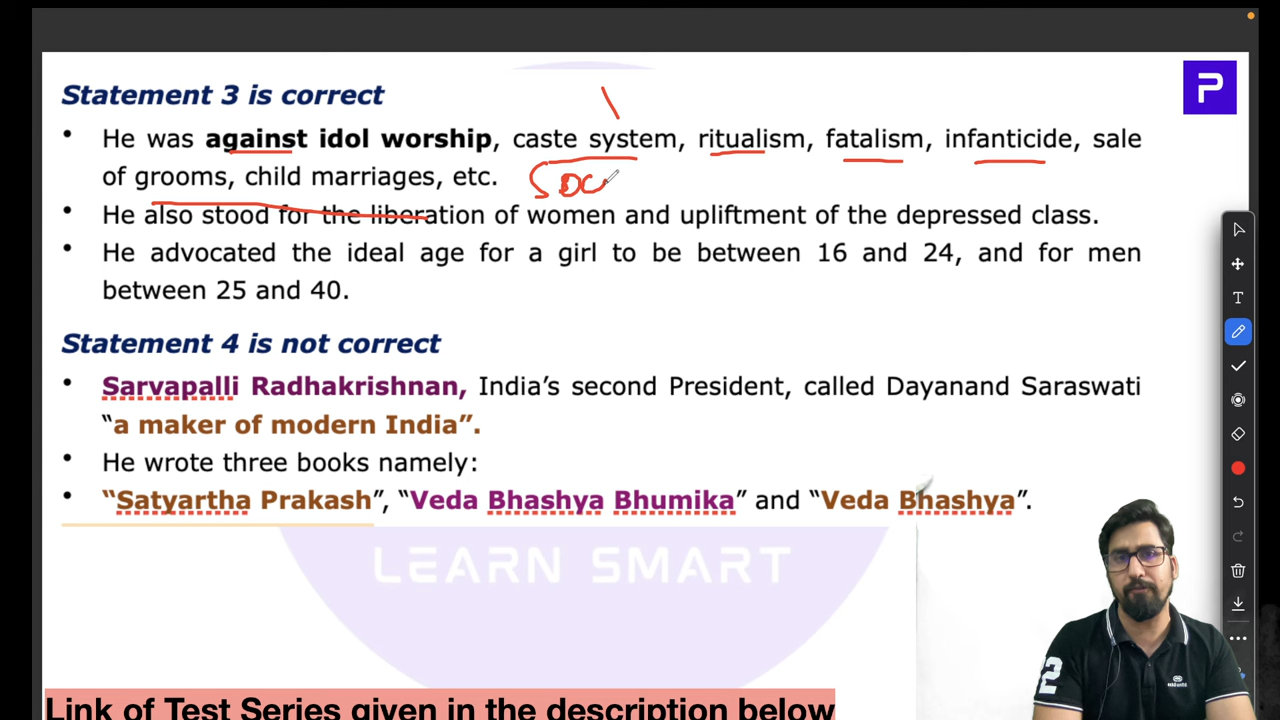 Statement 3 is correct
• He was against idol worship, caste system, ritualism, fatalism, infanticide, sale
of grooms, child marriages, etc.
• He also stood for the liberation of women and upliftment of the depressed class.
• He advocated the ideal age for a girl to be between 16 and 24, and for men
between 25 and 40.
Statement 4 is not correct
• Sarvapalli Radhakrishnan, India’s second President, called Dayanand Saraswati
“a maker of modern India”.
• He wrote three books namely:
• “Satyartha Prakash”, “Veda Bhashya Bhumika” and “Veda Bhashya”.
LEARN SMART
Link of Test Series given in the description below
P
T
2